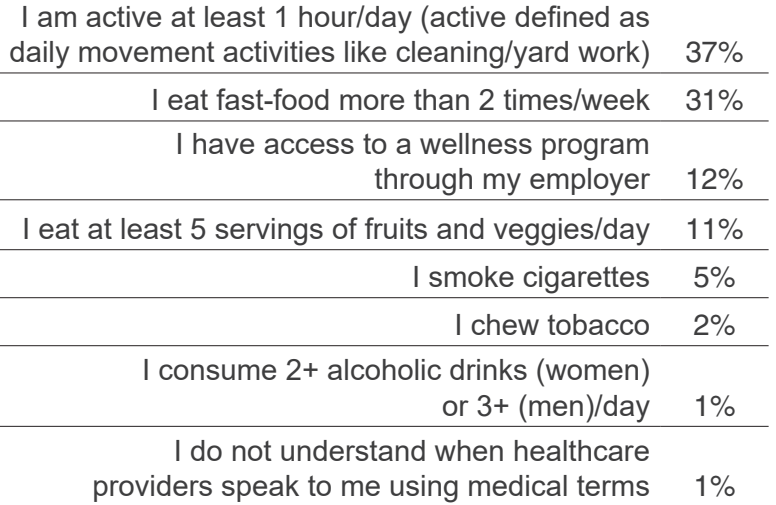 I am active at least 1 hour/day (active defined as
daily movement activities like cleaning/yard work) 37%
I eat fast-food more than 2 times/week 31%
I have access to a wellness program
through my employer 12%
I eat at least 5 servings of fruits and veggies/day 11%
I smoke cigarettes 5%
I chew tobacco 2%
I consume 2+ alcoholic drinks (women)
or 3+ (men)/day 1%
I do not understand when healthcare
providers speak to me using medical terms 1%